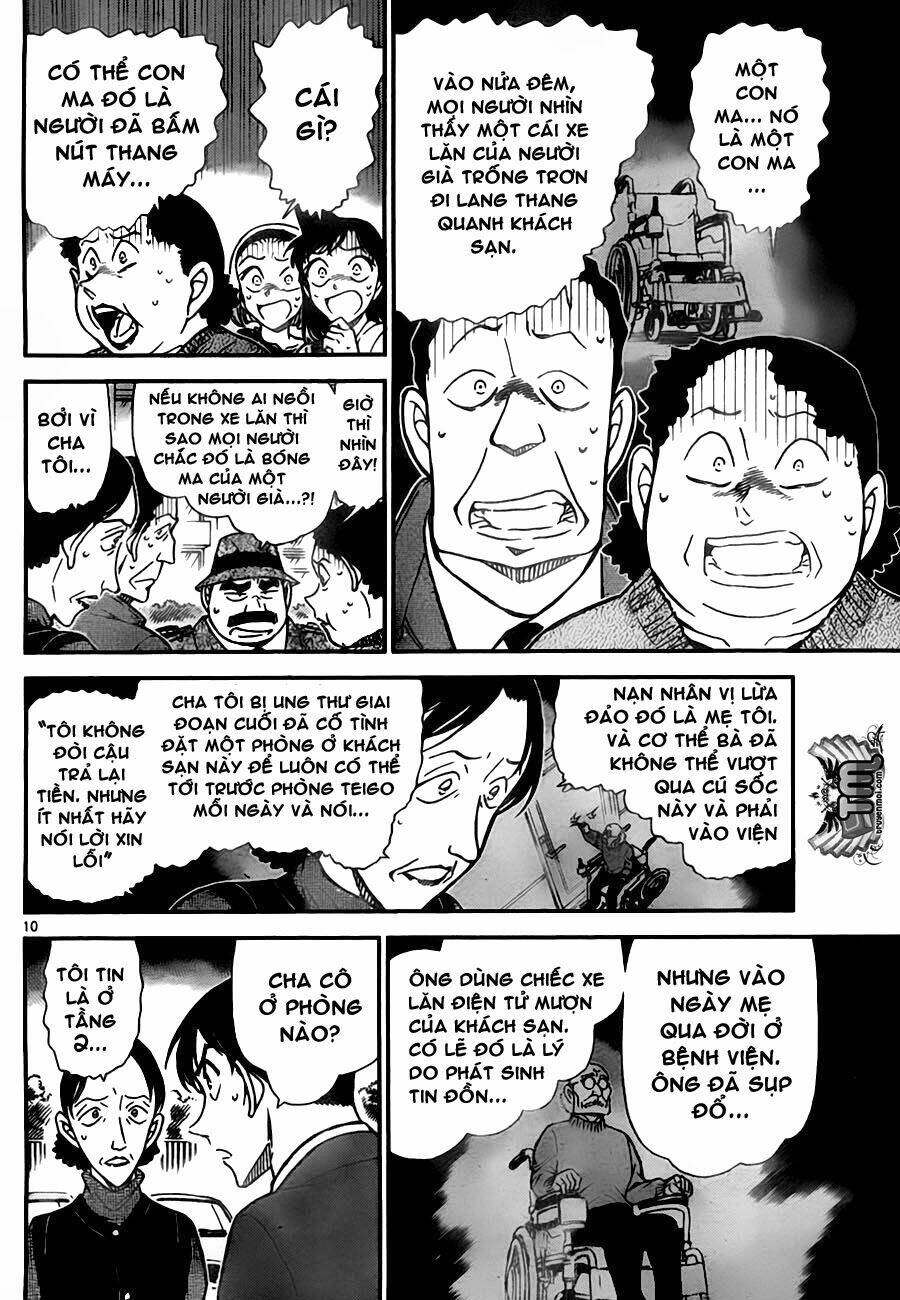 MỘT
CON
MA... NÓ
LÀ MỘT
CON MA
...
VÀO NỬA ĐÊM,
MỌI NGƯỜI NHÌN
THẤY MỘT CÁI XE
LĂN CỦA NGƯỜI
GIÀ TRỐNG TRƠN
ĐI LANG THANG
QUANH KHÁCH
SẠN.
CÁI
GÌ?
CÓ THỂ CON
MA ĐÓ LÀ
NGƯỜI ĐÃ BẤM
NÚT THANG
MÁY...
GIỜ
THÌ
NHÌN
ĐÂY!
NẾU KHÔNG AI NGỒI
TRONG XE LĂN THÌ
SAO MỌI NGƯỜI
CHẮC ĐÓ LÀ BÓNG
MA CỦA MỘT
NGƯỜI GIÀ...?!
BỞI VÌ
CHA
TÔI...
NẠN NHÂN VỊ LỪA
ĐẢO ĐÓ LÀ MẸ TÔI.
VÀ CƠ THỂ BÀ ĐÃ
KHÔNG THỂ VƯỢT
QUA CÚ SỐC
NÀY VÀ PHẢI
VÀO VIỆN
CHA TÔI BỊ UNG THƯ GIAI
ĐOẠN CUỐI ĐÃ CỐ TÌNH
ĐẶT MỘT PHÒNG Ở KHÁCH
SẠN NÀY ĐỂ LUÔN CÓ THỂ
TỚI TRƯỚC PHÒNG TEIGO
MỖI NGÀY VÀ NÓI...
"TÔI KHÔNG
ĐÒI CẬU
TRẢ LẠI
TIỀN. NHƯNG
ÍT NHẤT HÃY
NÓI LỜI XIN
LỖI"
TM
truyenmoi.com
10
NHƯNG VÀO
NGÀY MẸ
QUA ĐỜI Ở
BỆNH VIỆN.
ÔNG ĐÃ SỤP
ĐỔ...
ÔNG DÙNG CHIẾC XE
LĂN ĐIỆN TỬ MƯỢN
CỦA KHÁCH SẠN.
CÓ LẼ ĐÓ LÀ LÝ
DO PHÁT SINH
TIN ĐỒN...
CHA CÔ
Ở PHÒNG
NÀO?
TÔI TIN
LÀ Ở
TẦNG
2...